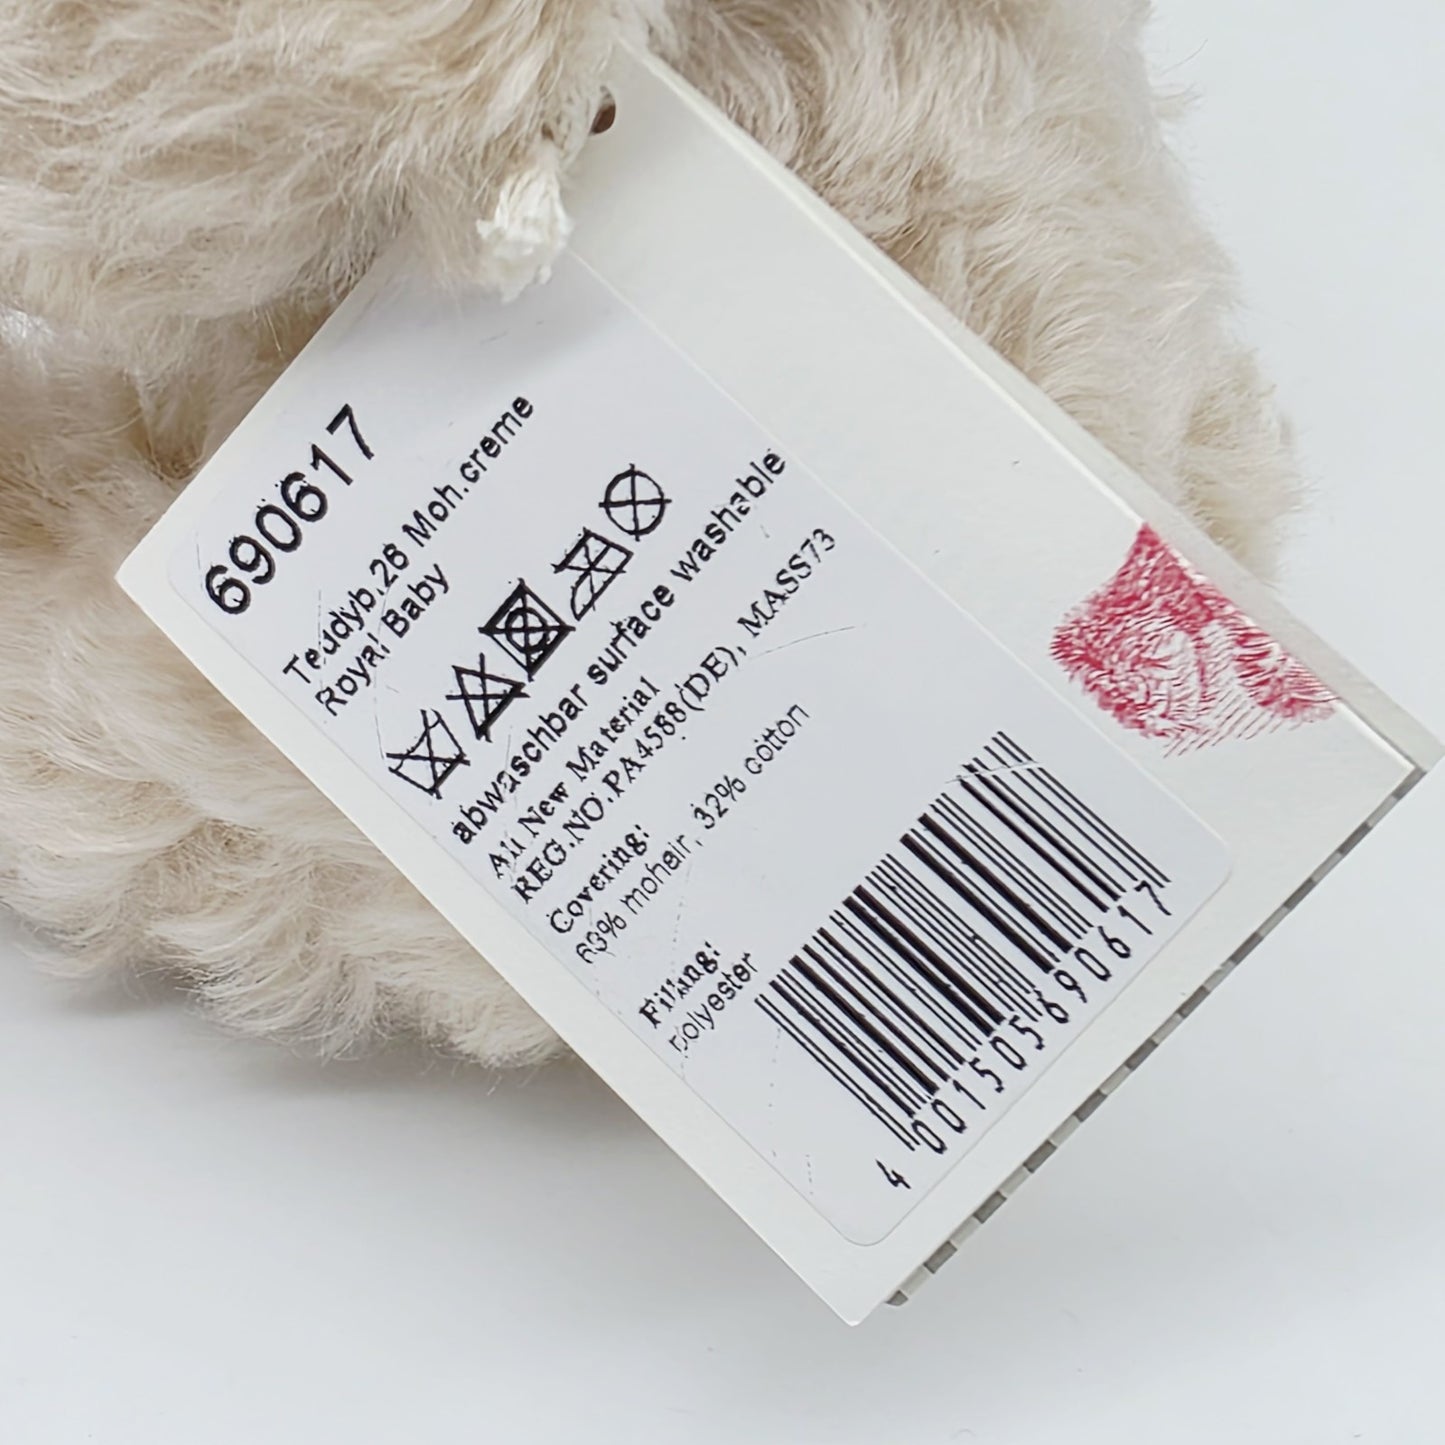 690617
Teddyb.28 Moh.creme
Royal Baby
abwaschbar surface washable
All New Material
REG.NO.PA4588(DE), MASS73
Covering:
63% mohair, 32% cotton
Filling:
polyester
4 001505 690617